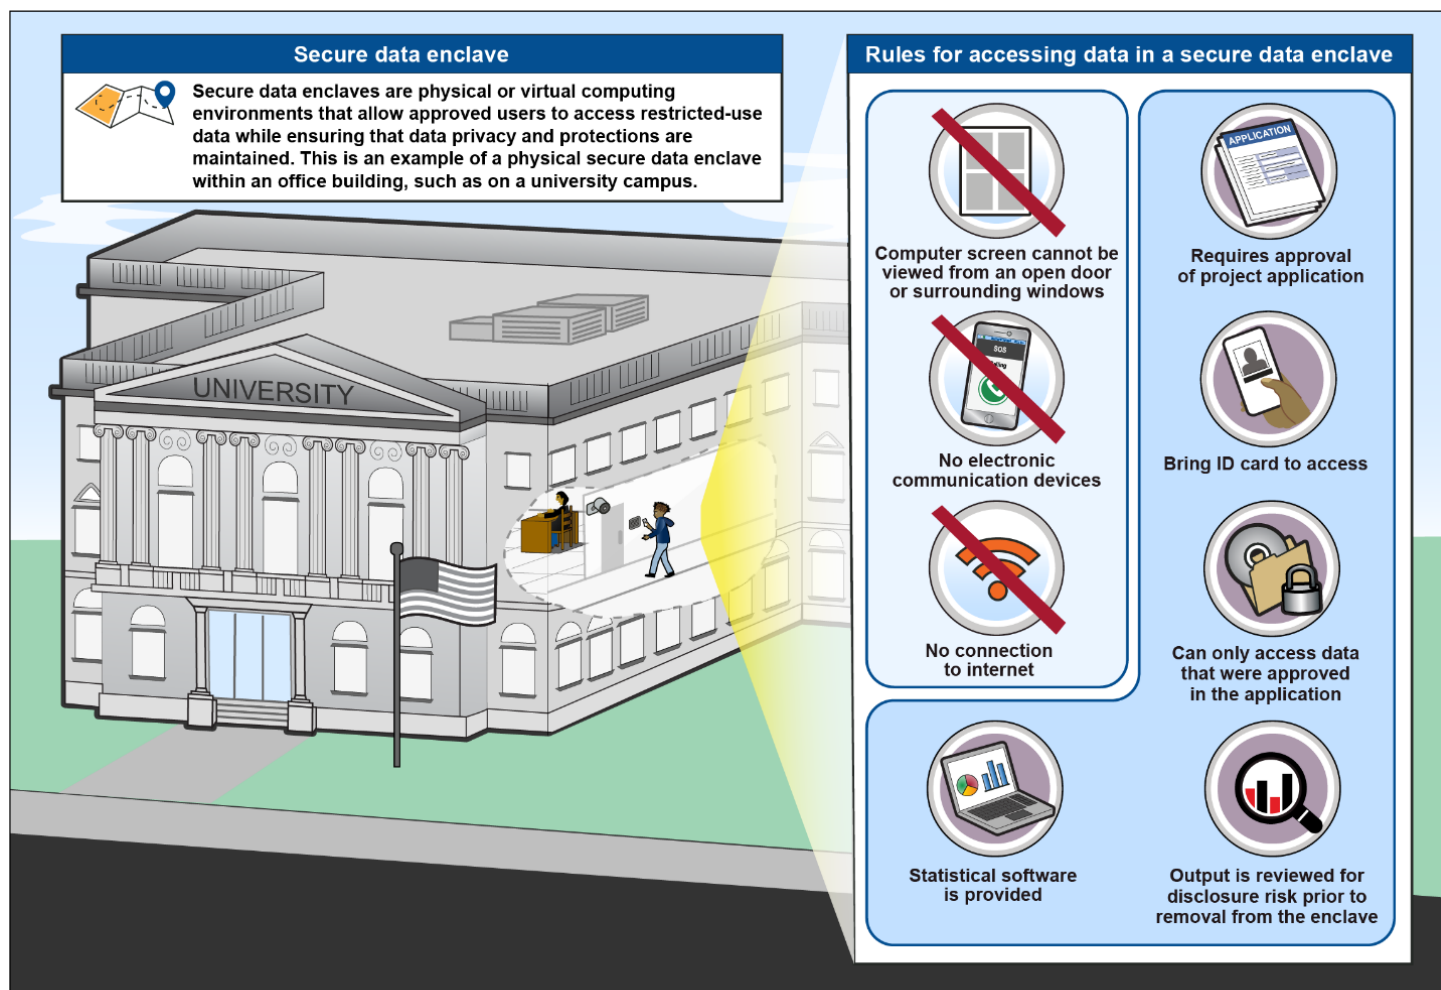 Secure data enclave
Secure data enclaves are physical or virtual computing
environments that allow approved users to access restricted-use
data while ensuring that data privacy and protections are
maintained. This is an example of a physical secure data enclave
within an office building, such as on a university campus.
UNIVERSITY
Rules for accessing data in a secure data enclave
Computer screen cannot be
viewed from an open door
or surrounding windows
SOS
No electronic
communication devices
No connection
to internet
APPLICATION
Requires approval
of project application
Bring ID card to access
Can only access data
that were approved
in the application
Statistical software
is provided
Output is reviewed for
disclosure risk prior to
removal from the enclave